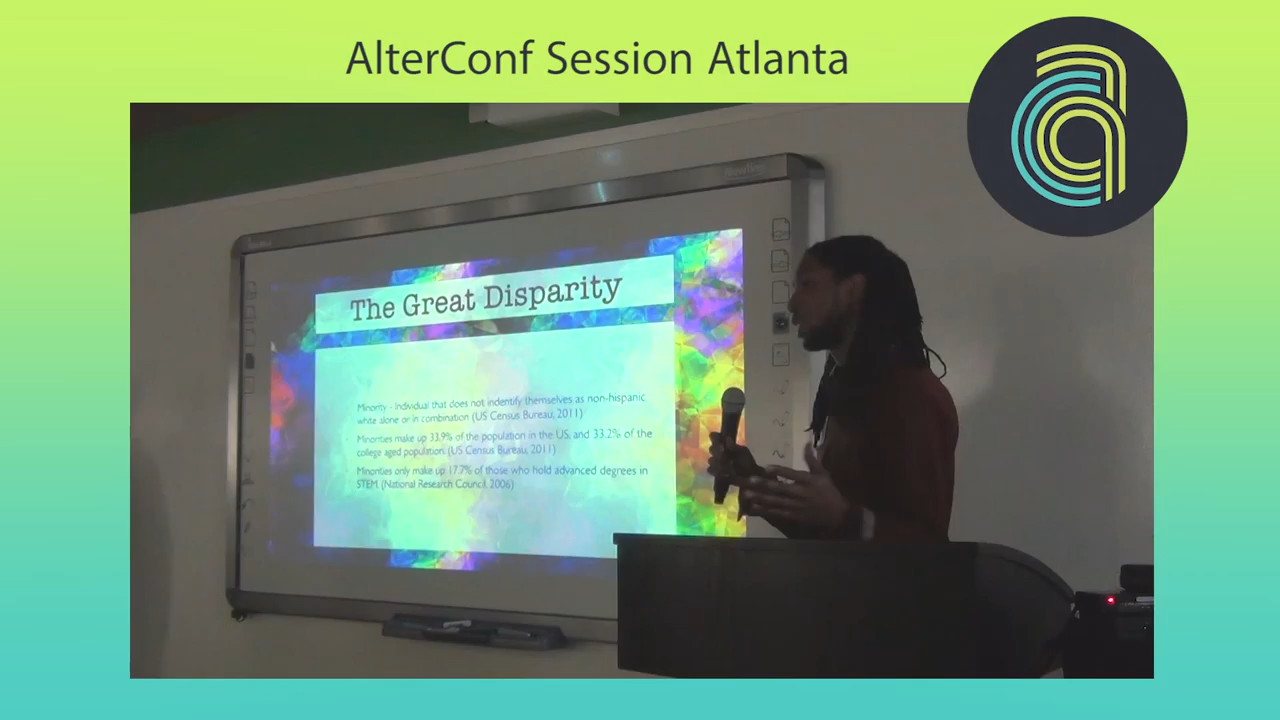 AlterConf Session Atlanta
The Great Disparity
Minority - Individual that does not indentify themselves as non-hispanic
white alone or in combination (US Census Bureau, 2011)
Minorities make up 33.9% of the population in the US, and 33.2% of the
college aged population. (US Census Bureau, 2011)
Minorities only make up 17.7% of those who hold advanced degrees in
STEM (National Research Council, 2006)